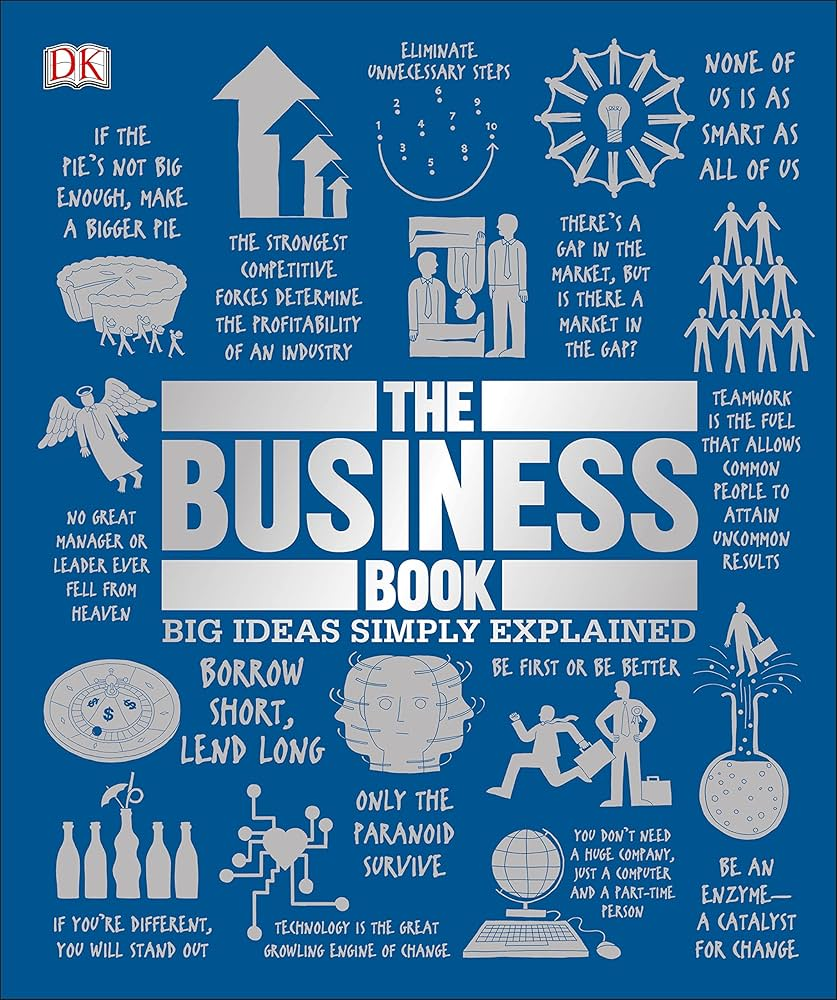 DK
IF THE
PIE'S NOT BIG
ENOUGH, MAKE
A BIGGER PIE
THE STRONGEST
COMPETITIVE
FORCES DETERMINE
THE PROFITABILITY
OF AN INDUSTRY
ELIMINATE
UNNECESSARY STEPS
1
2
3
4
5
6
7
8
9
10
NONE OF
US IS AS
SMART AS
ALL OF US
THERE'S A
GAP IN THE
MARKET, BUT
IS THERE A
MARKET IN
THE GAP?
TEAMWORK
IS THE FUEL
THAT ALLOWS
COMMON
PEOPLE TO
ATTAIN
UNCOMMON
RESULTS
NO GREAT
MANAGER OR
LEADER EVER
FELL FROM
HEAVEN
THE
BUSINESS
BOOK
BIG IDEAS SIMPLY EXPLAINED
$ $ $
BORROW
SHORT,
LEND LONG
ONLY THE
PARANOID
SURVIVE
BE FIRST OR BE BETTER
IF YOU'RE DIFFERENT,
YOU WILL STAND OUT
TECHNOLOGY IS THE GREAT
GROWLING ENGINE OF CHANGE
YOU DON'T NEED
A HUGE COMPANY,
JUST A COMPUTER
AND A PART-TIME
PERSON
BE AN
ENZYME—
A CATALYST
FOR CHANGE